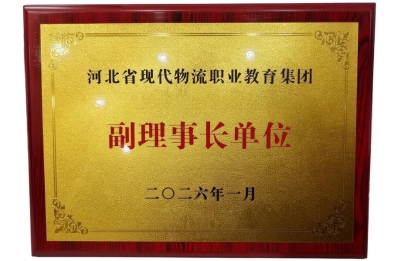 河北省现代物流职业教育集团
副理事长单位
二〇二六年一月